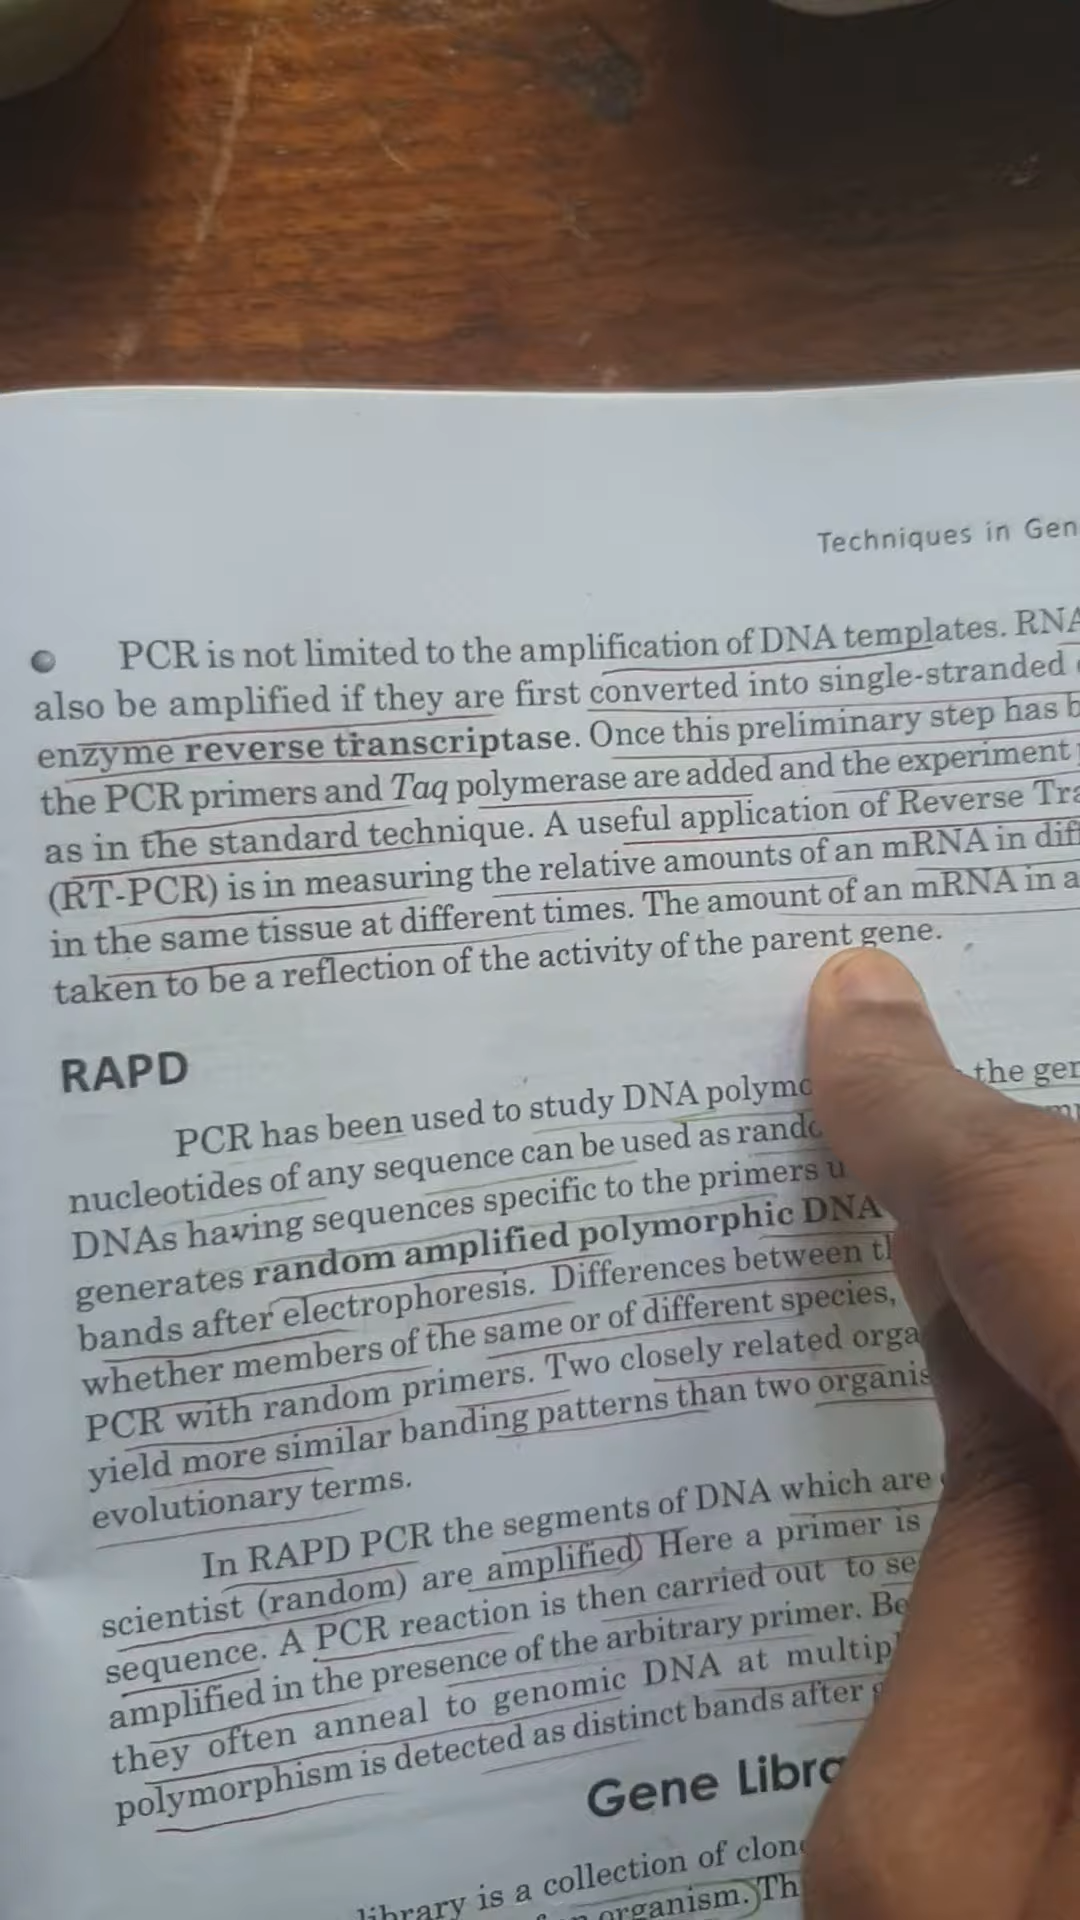 Techniques in Gen
PCR is not limited to the amplification of DNA templates. RNA
also be amplified if they are first converted into single-stranded
enzyme reverse transcriptase. Once this preliminary step has b
the PCR primers and Taq polymerase are added and the experiment
as in the standard technique. A useful application of Reverse Tra
(RT-PCR) is in measuring the relative amounts of an mRNA in diff
in the same tissue at different times. The amount of an mRNA in a
taken to be a reflection of the activity of the parent gene.
RAPD
PCR has been used to study DNA polymo the gen
nucleotides of any sequence can be used as rando
DNAs having sequences specific to the primers u
generates random amplified polymorphic DNA
bands after electrophoresis. Differences between t
whether members of the same or of different species,
PCR with random primers. Two closely related orga
yield more similar banding patterns than two organis
evolutionary terms.
In RAPD PCR the segments of DNA which are
scientist (random) are amplified) Here a primer is
sequence. A PCR reaction is then carried out to se
amplified in the presence of the arbitrary primer. Be
they often anneal to genomic DNA at multip
polymorphism is detected as distinct bands after g
Gene Libra
library is a collection of clon
organism. Th